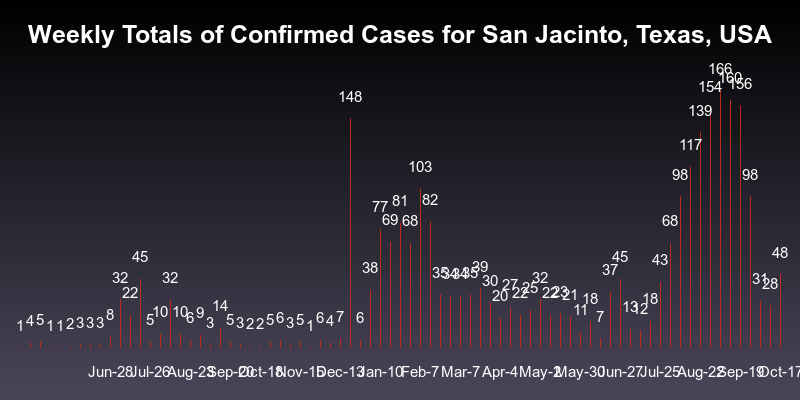 Weekly Totals of Confirmed Cases for San Jacinto, Texas, USA
1 4 5 1 1 2 3 3 3 8 32 22 45 5 10 32 10 6 9 3 14 5 3 2 2 5 6 3 5 1 6 4 7 148 6 38 77 69 81 68 103 82 35 34 34 35 39 30 20 27 22 25 32 22 23 21 11 18 7 37 45 13 12 18 43 68 98 117 139 154 166 160 156 98 31 28 48
Jun-28 Jul-26 Aug-23 Sep-20 Oct-18 Nov-15 Dec-13 Jan-10 Feb-7 Mar-7 Apr-4 May-2 May-30 Jun-27 Jul-25 Aug-22 Sep-19 Oct-17